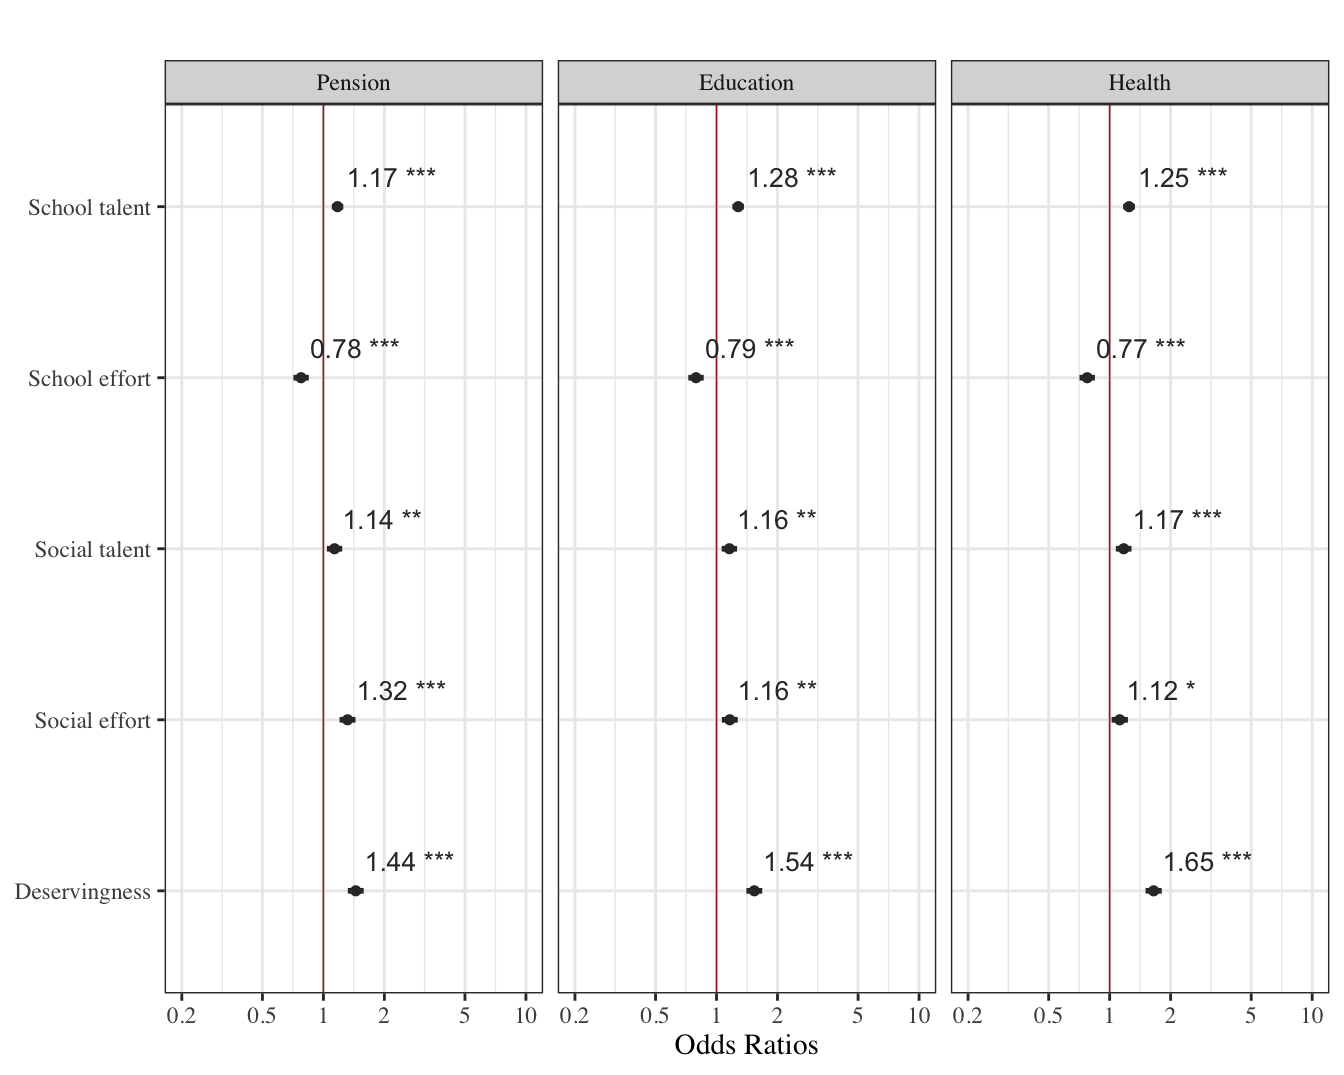 Pension Education Health
School talent 1.17 *** 1.28 *** 1.25 ***
School effort 0.78 *** 0.79 *** 0.77 ***
Social talent 1.14 ** 1.16 ** 1.17 ***
Social effort 1.32 *** 1.16 ** 1.12 *
Deservingness 1.44 *** 1.54 *** 1.65 ***
0.2 0.5 1 2 5 10 0.2 0.5 1 2 5 10 0.2 0.5 1 2 5 10
Odds Ratios